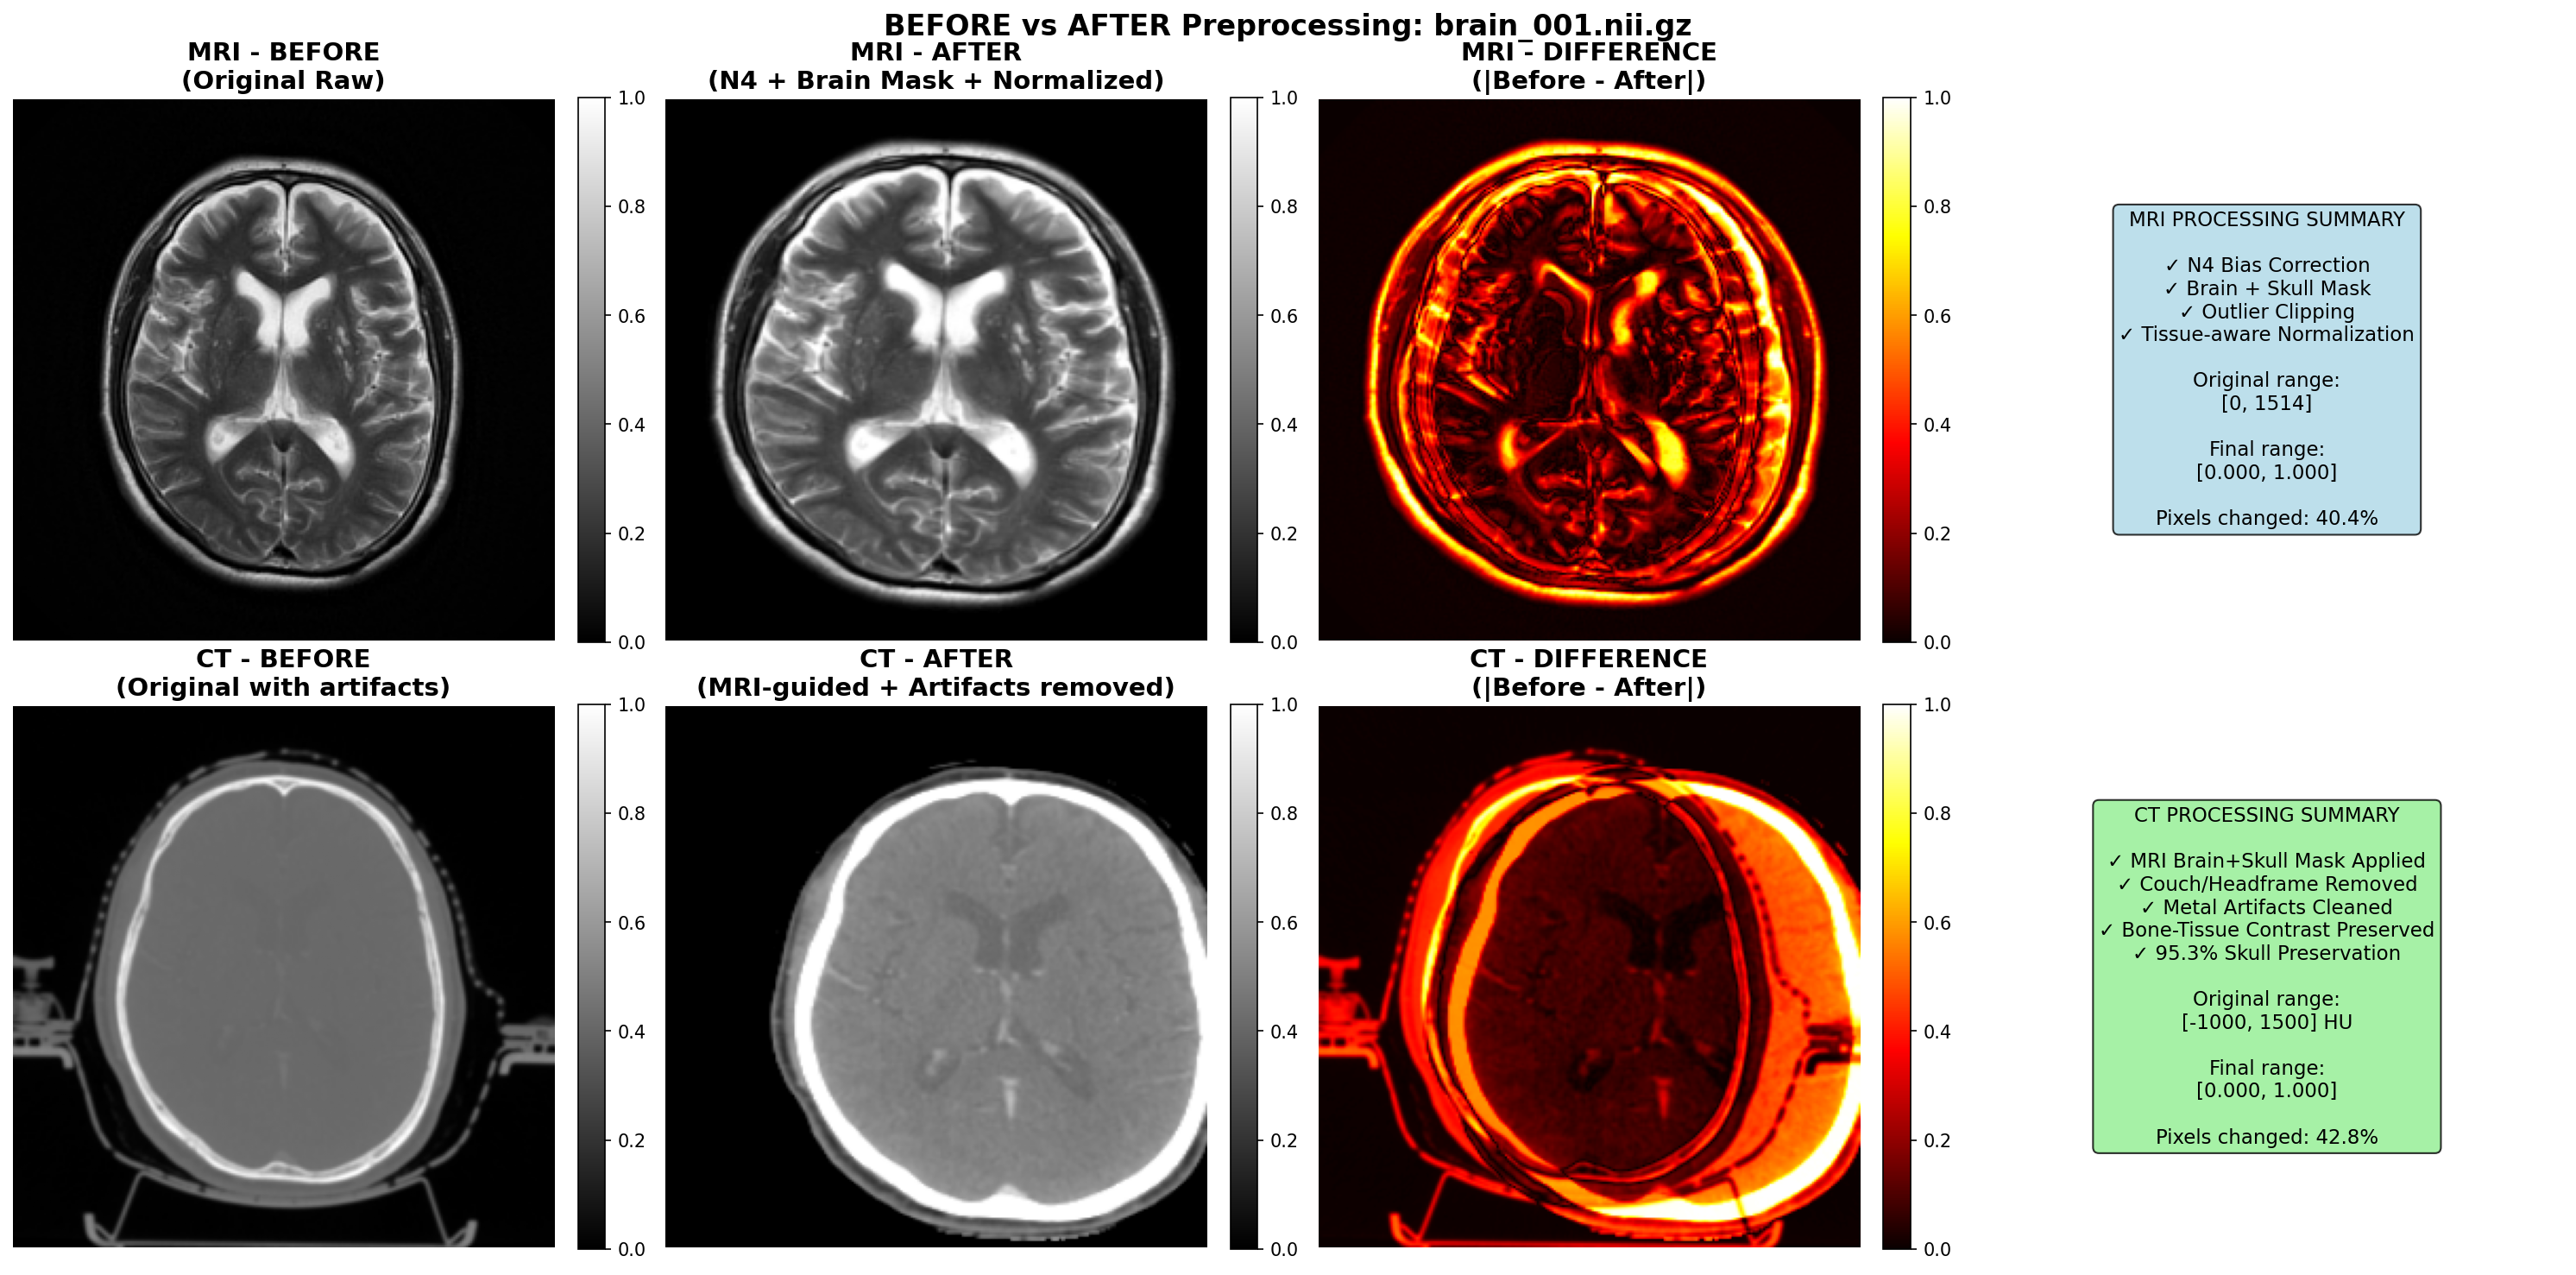 BEFORE vs AFTER Preprocessing: brain_001.nii.gz
MRI - BEFORE
(Original Raw)
1.0
0.8
0.6
0.4
0.2
0.0
MRI - AFTER
(N4 + Brain Mask + Normalized)
1.0
0.8
0.6
0.4
0.2
0.0
MRI - DIFFERENCE
(|Before - After|)
1.0
0.8
0.6
0.4
0.2
0.0
MRI PROCESSING SUMMARY
✓ N4 Bias Correction
✓ Brain + Skull Mask
✓ Outlier Clipping
✓ Tissue-aware Normalization
Original range:
[0, 1514]
Final range:
[0.000, 1.000]
Pixels changed: 40.4%
CT - BEFORE
(Original with artifacts)
1.0
0.8
0.6
0.4
0.2
0.0
CT - AFTER
(MRI-guided + Artifacts removed)
1.0
0.8
0.6
0.4
0.2
0.0
CT - DIFFERENCE
(|Before - After|)
1.0
0.8
0.6
0.4
0.2
0.0
CT PROCESSING SUMMARY
✓ MRI Brain+Skull Mask Applied
✓ Couch/Headframe Removed
✓ Metal Artifacts Cleaned
✓ Bone-Tissue Contrast Preserved
✓ 95.3% Skull Preservation
Original range:
[-1000, 1500] HU
Final range:
[0.000, 1.000]
Pixels changed: 42.8%